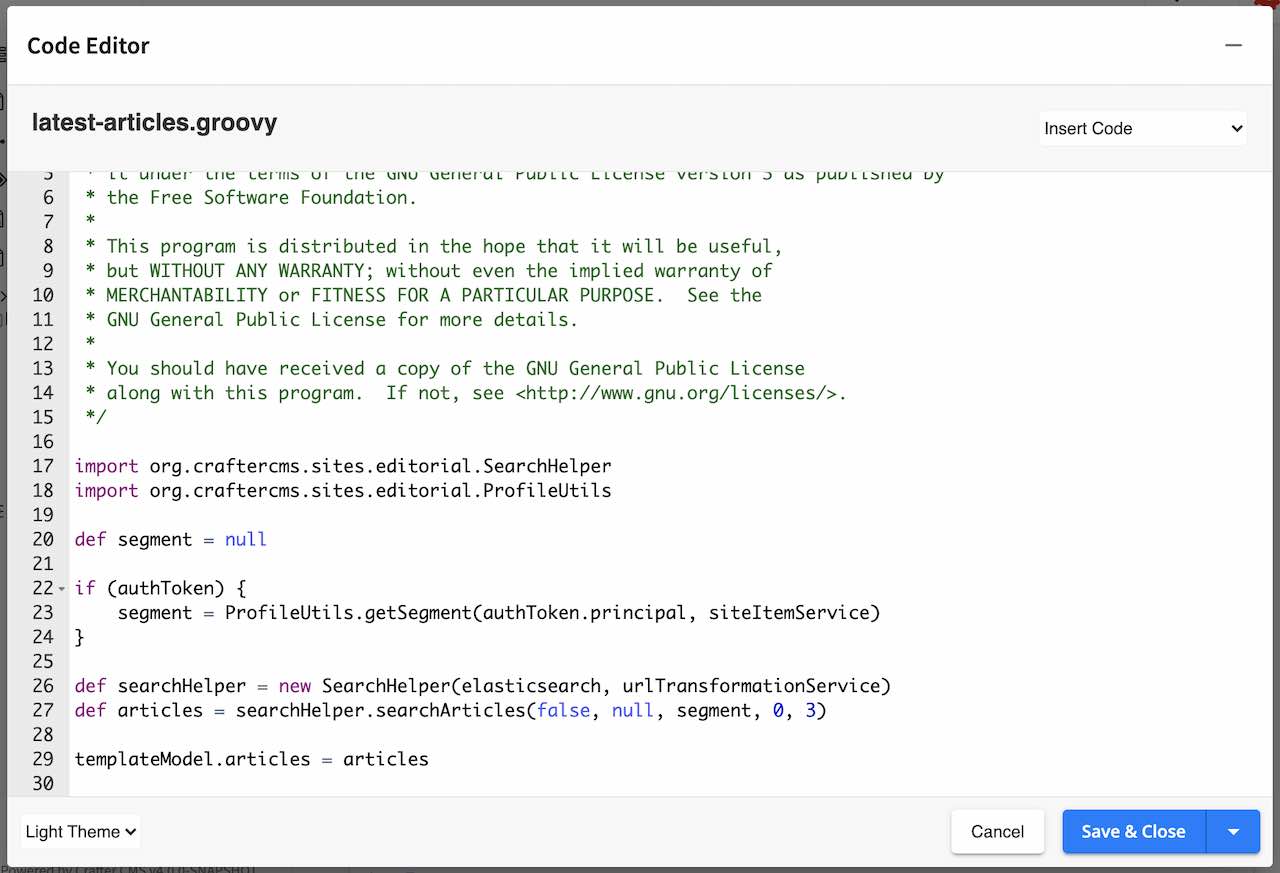 Code Editor
latest-articles.groovy
Insert Code
5 * it under the terms of the GNU General Public License version 3 as published by
6 * the Free Software Foundation.
7 *
8 * This program is distributed in the hope that it will be useful,
9 * but WITHOUT ANY WARRANTY; without even the implied warranty of
10 * MERCHANTABILITY or FITNESS FOR A PARTICULAR PURPOSE.  See the
11 * GNU General Public License for more details.
12 *
13 * You should have received a copy of the GNU General Public License
14 * along with this program.  If not, see <http://www.gnu.org/licenses/>.
15 */
16
17 import org.craftercms.sites.editorial.SearchHelper
18 import org.craftercms.sites.editorial.ProfileUtils
19
20 def segment = null
21
22 if (authToken) {
23     segment = ProfileUtils.getSegment(authToken.principal, siteItemService)
24 }
25
26 def searchHelper = new SearchHelper(elasticsearch, urlTransformationService)
27 def articles = searchHelper.searchArticles(false, null, segment, 0, 3)
28
29 templateModel.articles = articles
30
Light Theme
Cancel
Save & Close
Powered by Crafter CMS v4.0.0-SNAPSHOT